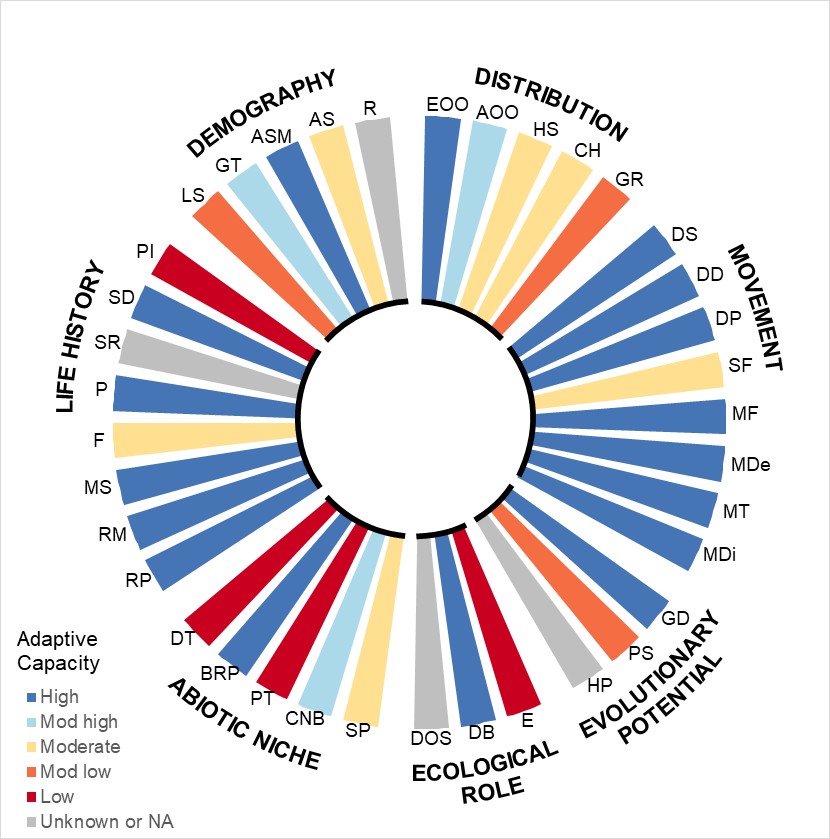 DISTRIBUTION
EOO
AOO
HS
CH
GR
MOVEMENT
DS
DD
DP
SF
MF
MDe
MT
MDi
EVOLUTIONARY
POTENTIAL
GD
PS
HP
ECOLOGICAL
ROLE
E
DB
DOS
ABIOTIC NICHE
SP
CNB
PT
BRP
DT
LIFE HISTORY
RP
RM
MS
F
P
SR
SD
PI
DEMOGRAPHY
LS
GT
ASM
AS
R
Adaptive
Capacity
High
Mod high
Moderate
Mod low
Low
Unknown or NA